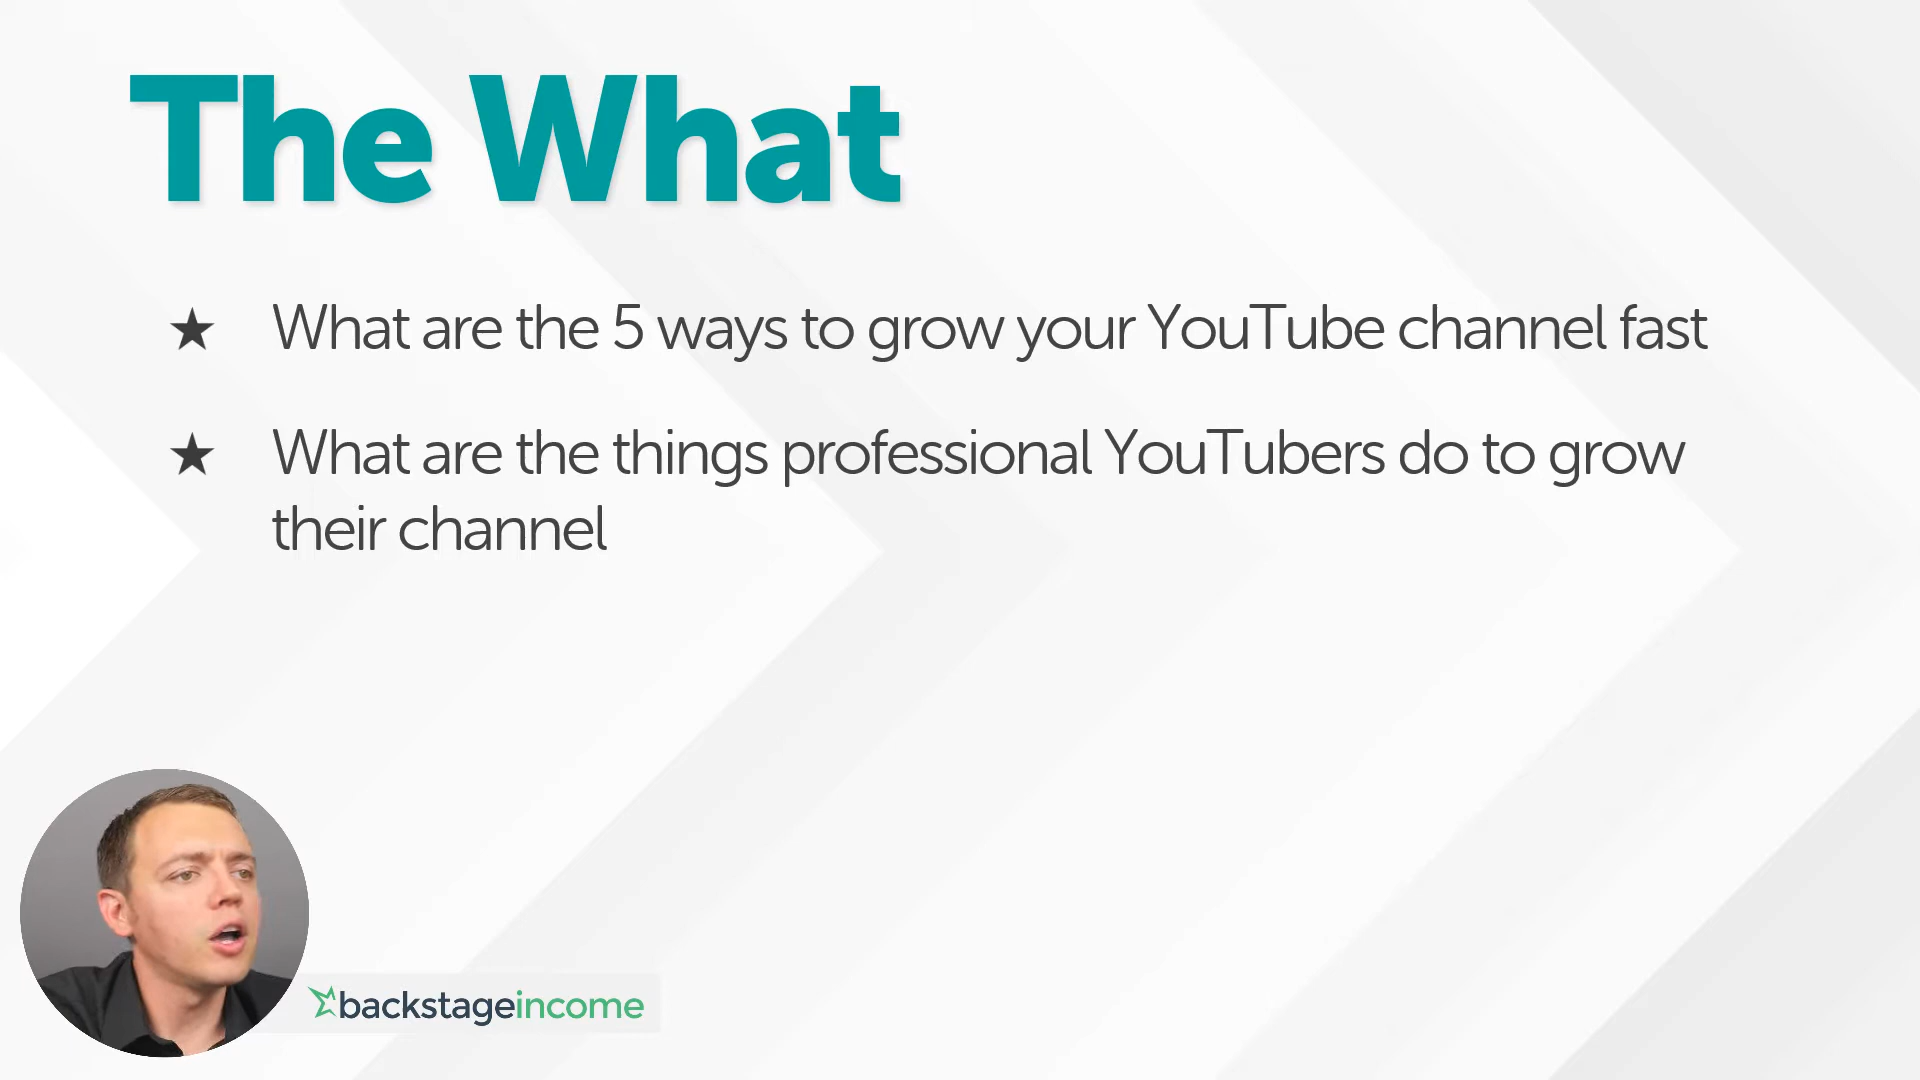 The What
★ What are the 5 ways to grow your YouTube channel fast
★ What are the things professional YouTubers do to grow
their channel
backstageincome